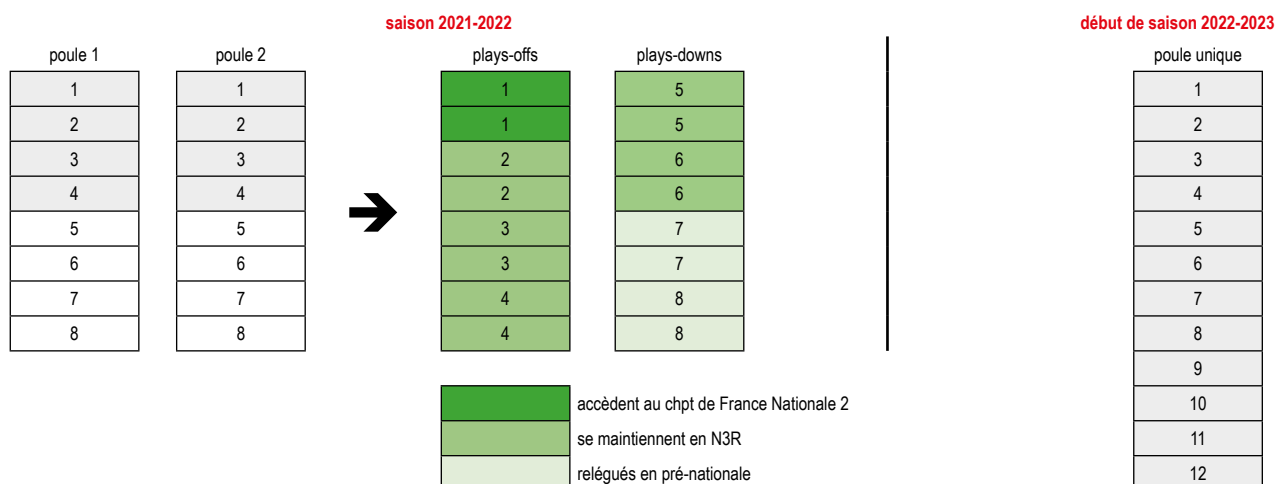 saison 2021-2022 début de saison 2022-2023
poule 1 poule 2 plays-offs plays-downs poule unique
1 1 1 5 1
2 2 1 5 2
3 3 2 6 3
4 4 2 6 4
5 5 3 7 5
6 6 3 7 6
7 7 4 8 7
8 8 4 8 8
9
accèdent au chpt de France Nationale 2 10
se maintiennent en N3R 11
relégués en pré-nationale 12